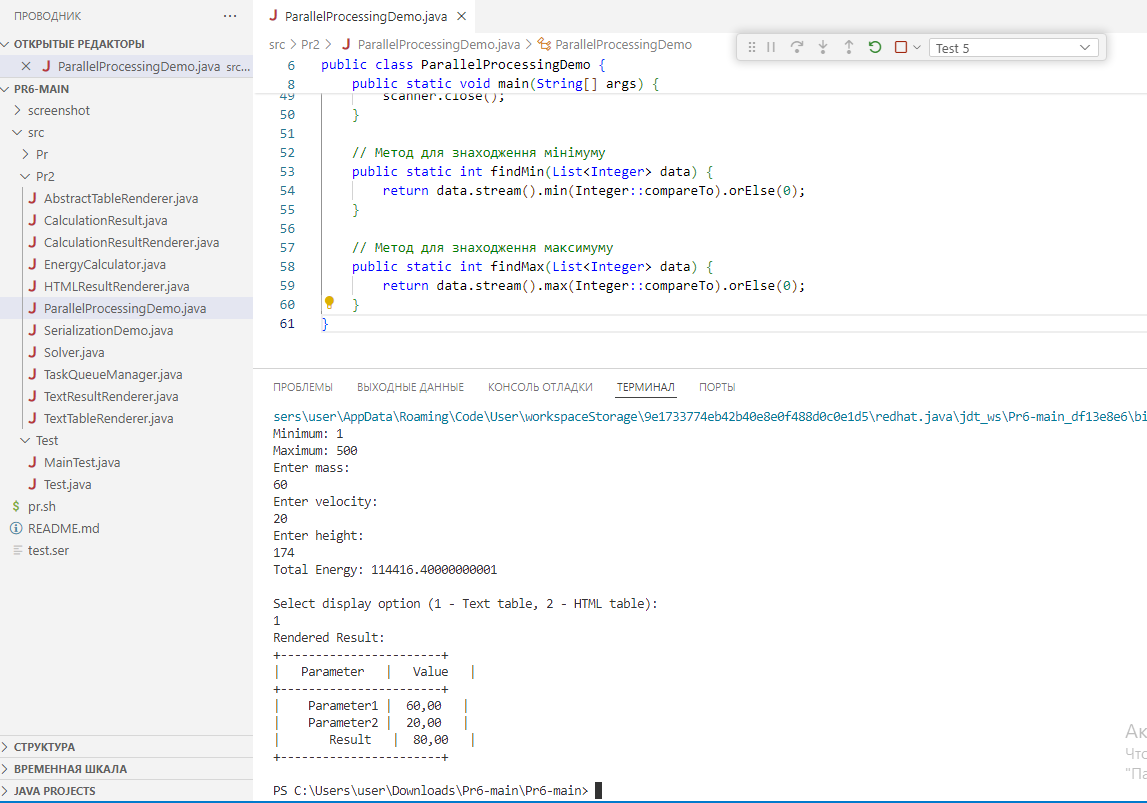 ПРОВОДНИК
ОТКРЫТЫЕ РЕДАКТОРЫ
ParallelProcessingDemo.java src...
PR6-MAIN
screenshot
src
Pr
Pr2
AbstractTableRenderer.java
CalculationResult.java
CalculationResultRenderer.java
EnergyCalculator.java
HTMLResultRenderer.java
ParallelProcessingDemo.java
SerializationDemo.java
Solver.java
TaskQueueManager.java
TextResultRenderer.java
TextTableRenderer.java
Test
MainTest.java
Test.java
pr.sh
README.md
test.ser
СТРУКТУРА
ВРЕМЕННАЯ ШКАЛА
JAVA PROJECTS
ParallelProcessingDemo.java
src > Pr2 > ParallelProcessingDemo.java > ParallelProcessingDemo
Test 5
6 public class ParallelProcessingDemo {
8 public static void main(String[] args) {
49 scanner.close();
50 }
51
52 // Метод для знаходження мінімуму
53 public static int findMin(List<Integer> data) {
54 return data.stream().min(Integer::compareTo).orElse(0);
55 }
56
57 // Метод для знаходження максимуму
58 public static int findMax(List<Integer> data) {
59 return data.stream().max(Integer::compareTo).orElse(0);
60 }
61 }
ПРОБЛЕМЫ ВЫХОДНЫЕ ДАННЫЕ КОНСОЛЬ ОТЛАДКИ ТЕРМИНАЛ ПОРТЫ
sers\user\AppData\Roaming\Code\User\workspaceStorage\9e1733774eb42b40e8e0f488d0c0e1d5\redhat.java\jdt_ws\Pr6-main_df13e8e6\bi
Minimum: 1
Maximum: 500
Enter mass:
60
Enter velocity:
20
Enter height:
174
Total Energy: 114416.40000000001
Select display option (1 - Text table, 2 - HTML table):
1
Rendered Result:
+-----------------------+
| Parameter | Value |
+-----------------------+
| Parameter1 | 60,00 |
| Parameter2 | 20,00 |
| Result | 80,00 |
+-----------------------+
PS C:\Users\user\Downloads\Pr6-main\Pr6-main>